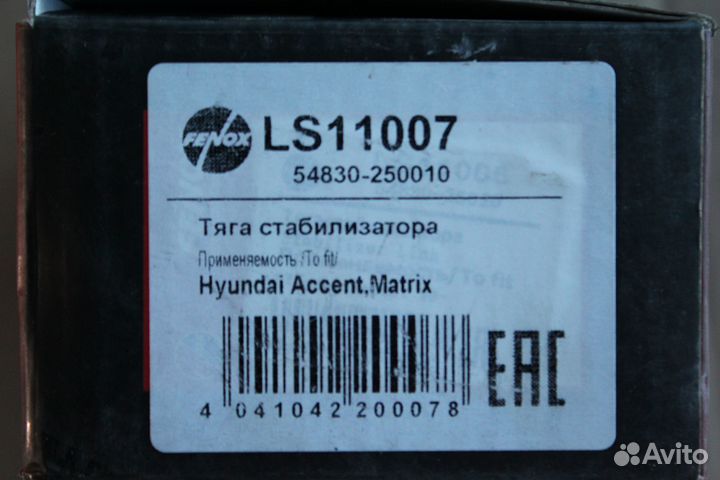 FENOX
LS11007
54830-250010
Тяга стабилизатора
Применяемость /To fit/
Hyundai Accent,Matrix
4 041042 200078
EAC
Avito